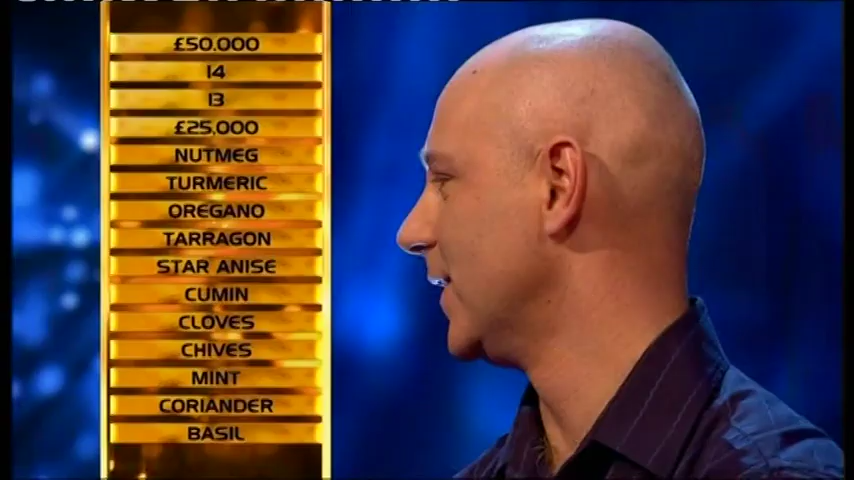 £50,000
14
13
£25,000
NUTMEG
TURMERIC
OREGANO
TARRAGON
STAR ANISE
CUMIN
CLOVES
CHIVES
MINT
CORIANDER
BASIL